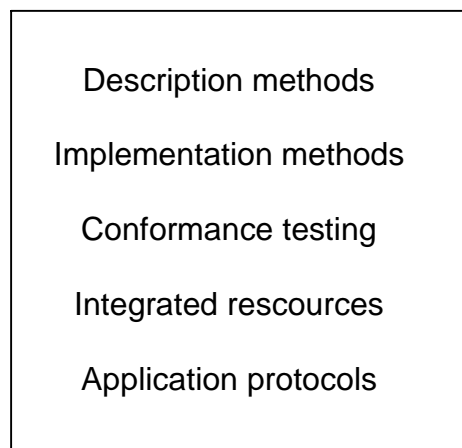 Description methods
Implementation methods
Conformance testing
Integrated rescources
Application protocols